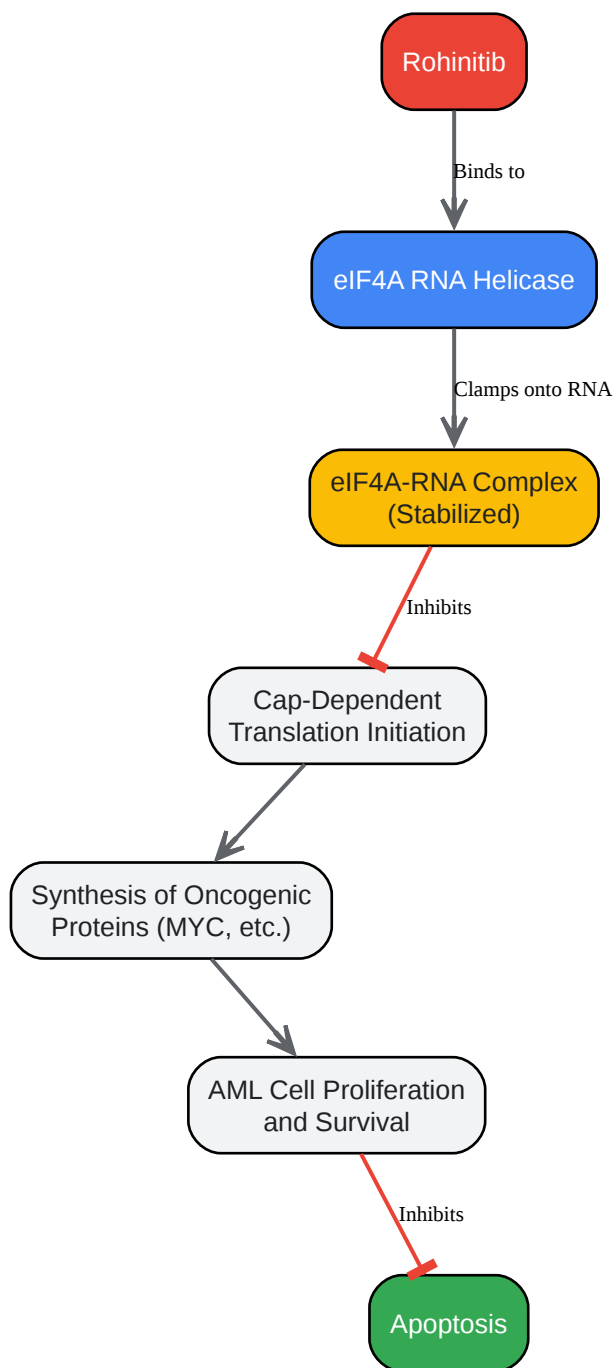 Rohinitib
Binds to
eIF4A RNA Helicase
Clamps onto RNA
eIF4A-RNA Complex
(Stabilized)
Inhibits
Cap-Dependent
Translation Initiation
Synthesis of Oncogenic
Proteins (MYC, etc.)
AML Cell Proliferation
and Survival
Inhibits
Apoptosis